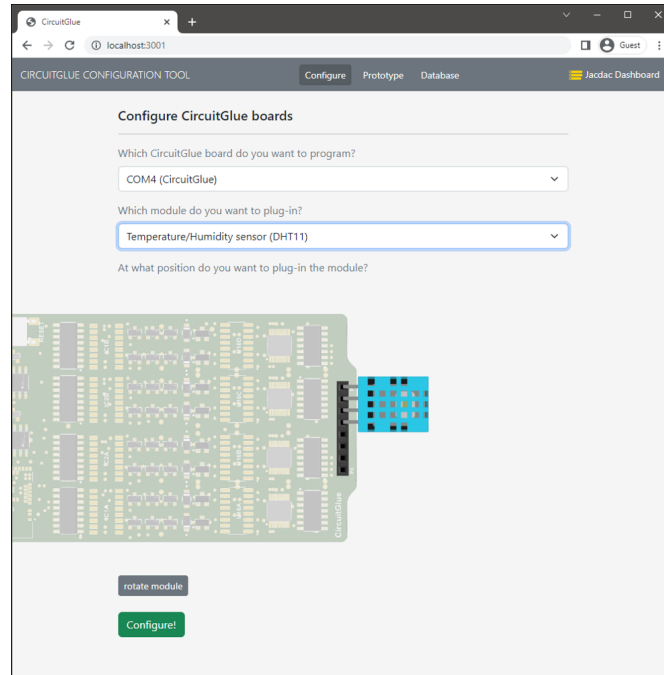 CircuitGlue
localhost:3001
Guest
CIRCUITGLUE CONFIGURATION TOOL
Configure
Prototype
Database
Jacdac Dashboard
Configure CircuitGlue boards
Which CircuitGlue board do you want to program?
COM4 (CircuitGlue)
Which module do you want to plug-in?
Temperature/Humidity sensor (DHT11)
At what position do you want to plug-in the module?
CircuitGlue
rotate module
Configure!